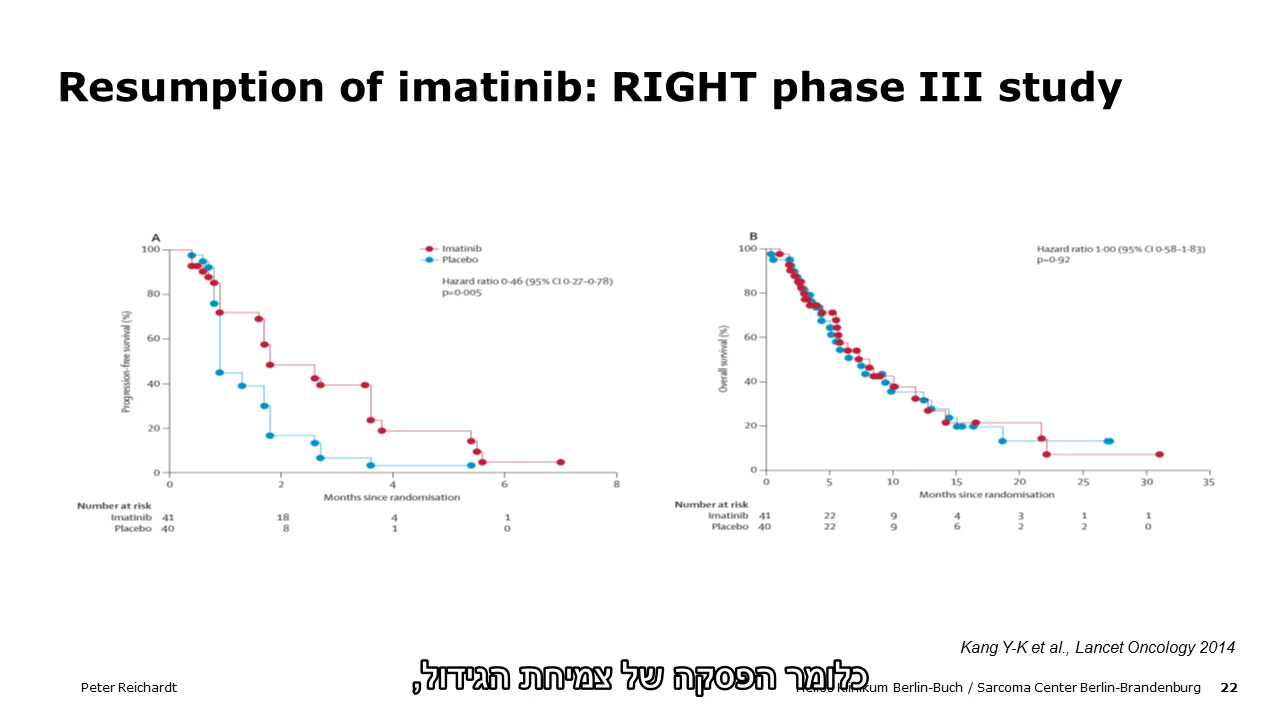 Resumption of imatinib: RIGHT phase III study
A
Imatinib
Placebo
Hazard ratio 0·46 (95% CI 0·27–0·78)
p=0·005
Progression-free survival (%)
100
80
60
40
20
0
0 2 4 6 8
Months since randomisation
Number at risk
Imatinib 41 18 4 1
Placebo 40 8 1 0
B
Hazard ratio 1·00 (95% CI 0·58–1·83)
p=0·92
Overall survival (%)
100
80
60
40
20
0
0 5 10 15 20 25 30 35
Months since randomisation
Number at risk
Imatinib 41 22 9 4 3 1 1
Placebo 40 22 9 6 2 2 0
Kang Y-K et al., Lancet Oncology 2014
כלומר הפסקה של צמיחת הגידול,
Peter Reichardt
Klinikum Berlin-Buch / Sarcoma Center Berlin-Brandenburg 22